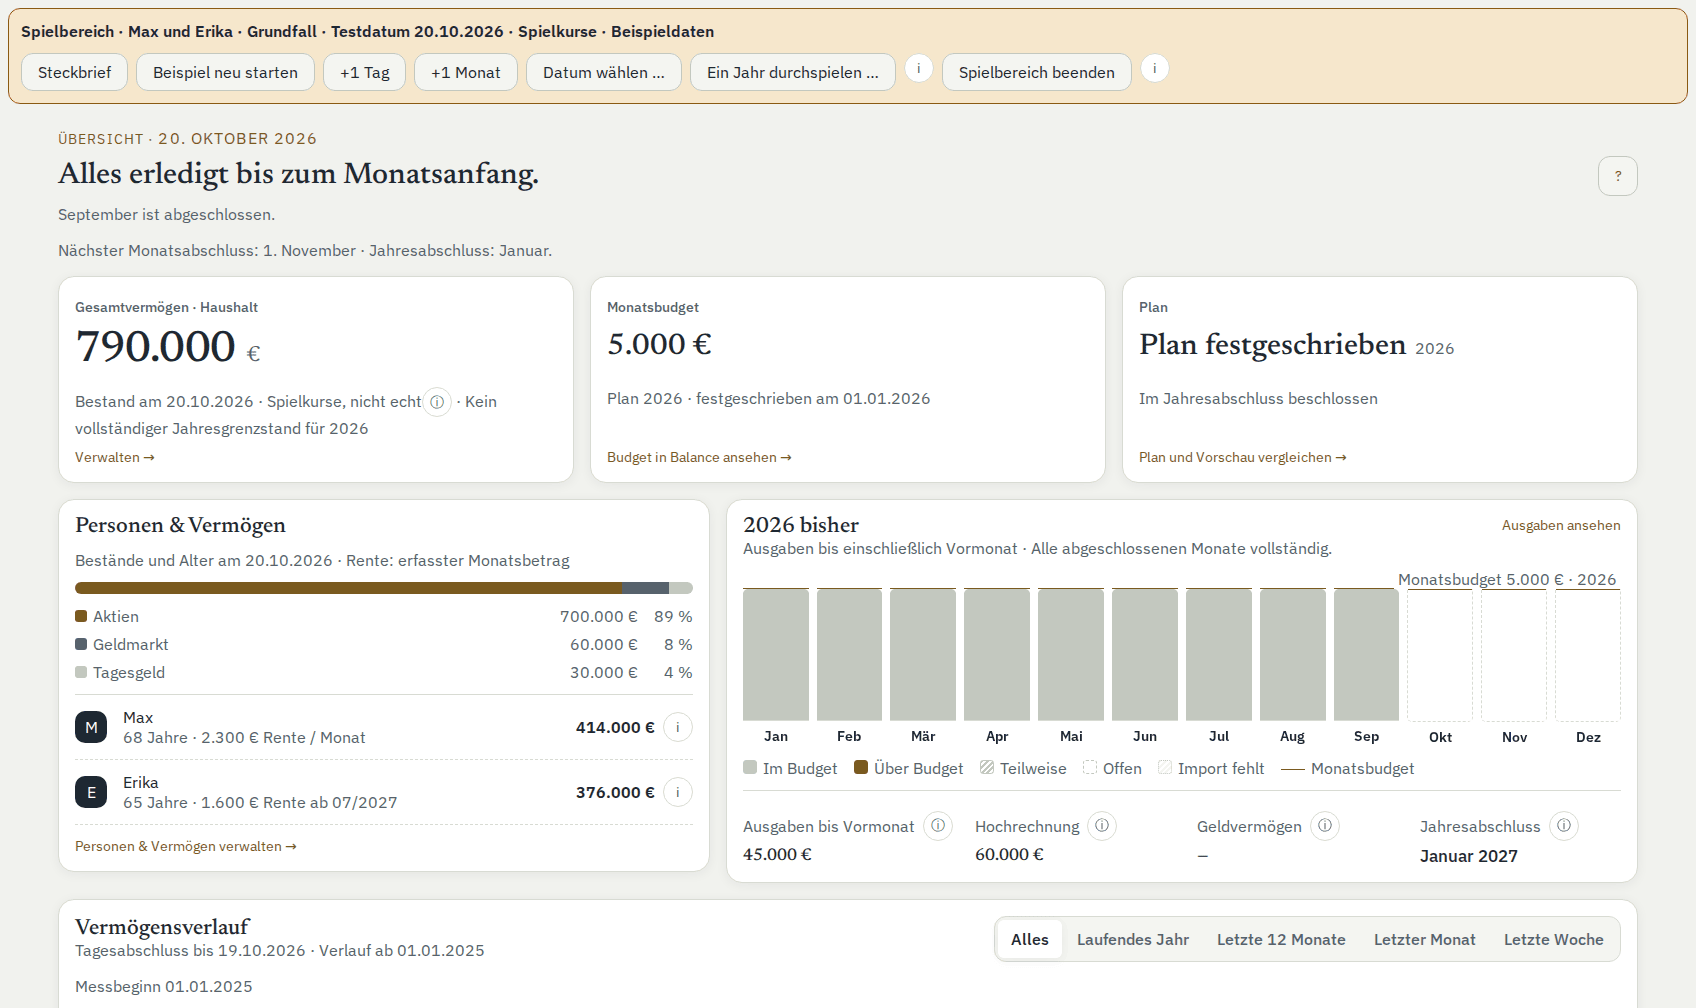 Spielbereich · Max und Erika · Grundfall · Testdatum 20.10.2026 · Spielkurse · Beispieldaten
Steckbrief Beispiel neu starten +1 Tag +1 Monat Datum wählen ... Ein Jahr durchspielen ... i Spielbereich beenden i
ÜBERSICHT · 20. OKTOBER 2026
Alles erledigt bis zum Monatsanfang.
?
September ist abgeschlossen.
Nächster Monatsabschluss: 1. November · Jahresabschluss: Januar.
Gesamtvermögen · Haushalt
790.000 €
Bestand am 20.10.2026 · Spielkurse, nicht echt ⓘ · Kein
vollständiger Jahresgrenzstand für 2026
Verwalten →
Monatsbudget
5.000 €
Plan 2026 · festgeschrieben am 01.01.2026
Budget in Balance ansehen →
Plan
Plan festgeschrieben 2026
Im Jahresabschluss beschlossen
Plan und Vorschau vergleichen →
Personen & Vermögen
Bestände und Alter am 20.10.2026 · Rente: erfasster Monatsbetrag
Aktien 700.000 € 89 %
Geldmarkt 60.000 € 8 %
Tagesgeld 30.000 € 4 %
M Max 414.000 € i
68 Jahre · 2.300 € Rente / Monat
E Erika 376.000 € i
65 Jahre · 1.600 € Rente ab 07/2027
Personen & Vermögen verwalten →
2026 bisher Ausgaben ansehen
Ausgaben bis einschließlich Vormonat · Alle abgeschlossenen Monate vollständig.
Monatsbudget 5.000 € · 2026
Jan Feb Mär Apr Mai Jun Jul Aug Sep Okt Nov Dez
Im Budget Über Budget Teilweise Offen Import fehlt Monatsbudget
Ausgaben bis Vormonat ⓘ Hochrechnung ⓘ Geldvermögen ⓘ Jahresabschluss ⓘ
45.000 € 60.000 € – Januar 2027
Vermögensverlauf
Tagesabschluss bis 19.10.2026 · Verlauf ab 01.01.2025
Alles Laufendes Jahr Letzte 12 Monate Letzter Monat Letzte Woche
Messbeginn 01.01.2025